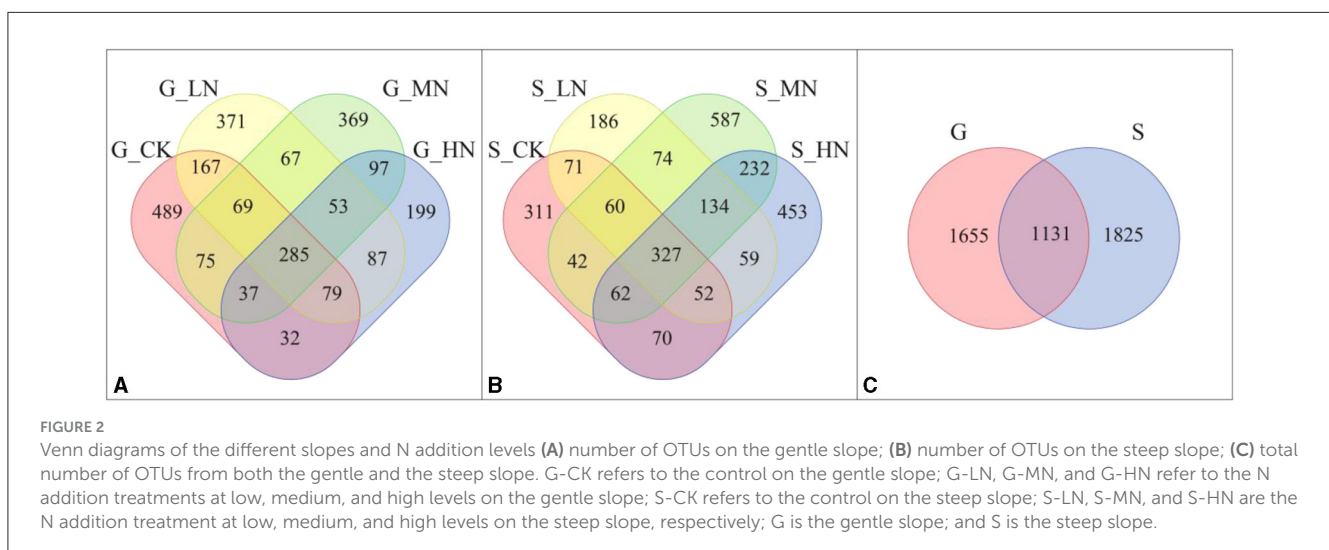 G_LN
G_MN
G_CK
G_HN
371
369
167
67
97
489
69
53
199
75
285
87
37
79
32
A
S_LN
S_MN
S_CK
S_HN
186
587
71
74
232
311
60
134
453
42
327
59
62
52
70
B
G
S
1655
1131
1825
C
FIGURE 2
Venn diagrams of the different slopes and N addition levels (A) number of OTUs on the gentle slope; (B) number of OTUs on the steep slope; (C) total
number of OTUs from both the gentle and the steep slope. G-CK refers to the control on the gentle slope; G-LN, G-MN, and G-HN refer to the N
addition treatments at low, medium, and high levels on the gentle slope; S-CK refers to the control on the steep slope; S-LN, S-MN, and S-HN are the
N addition treatment at low, medium, and high levels on the steep slope, respectively; G is the gentle slope; and S is the steep slope.